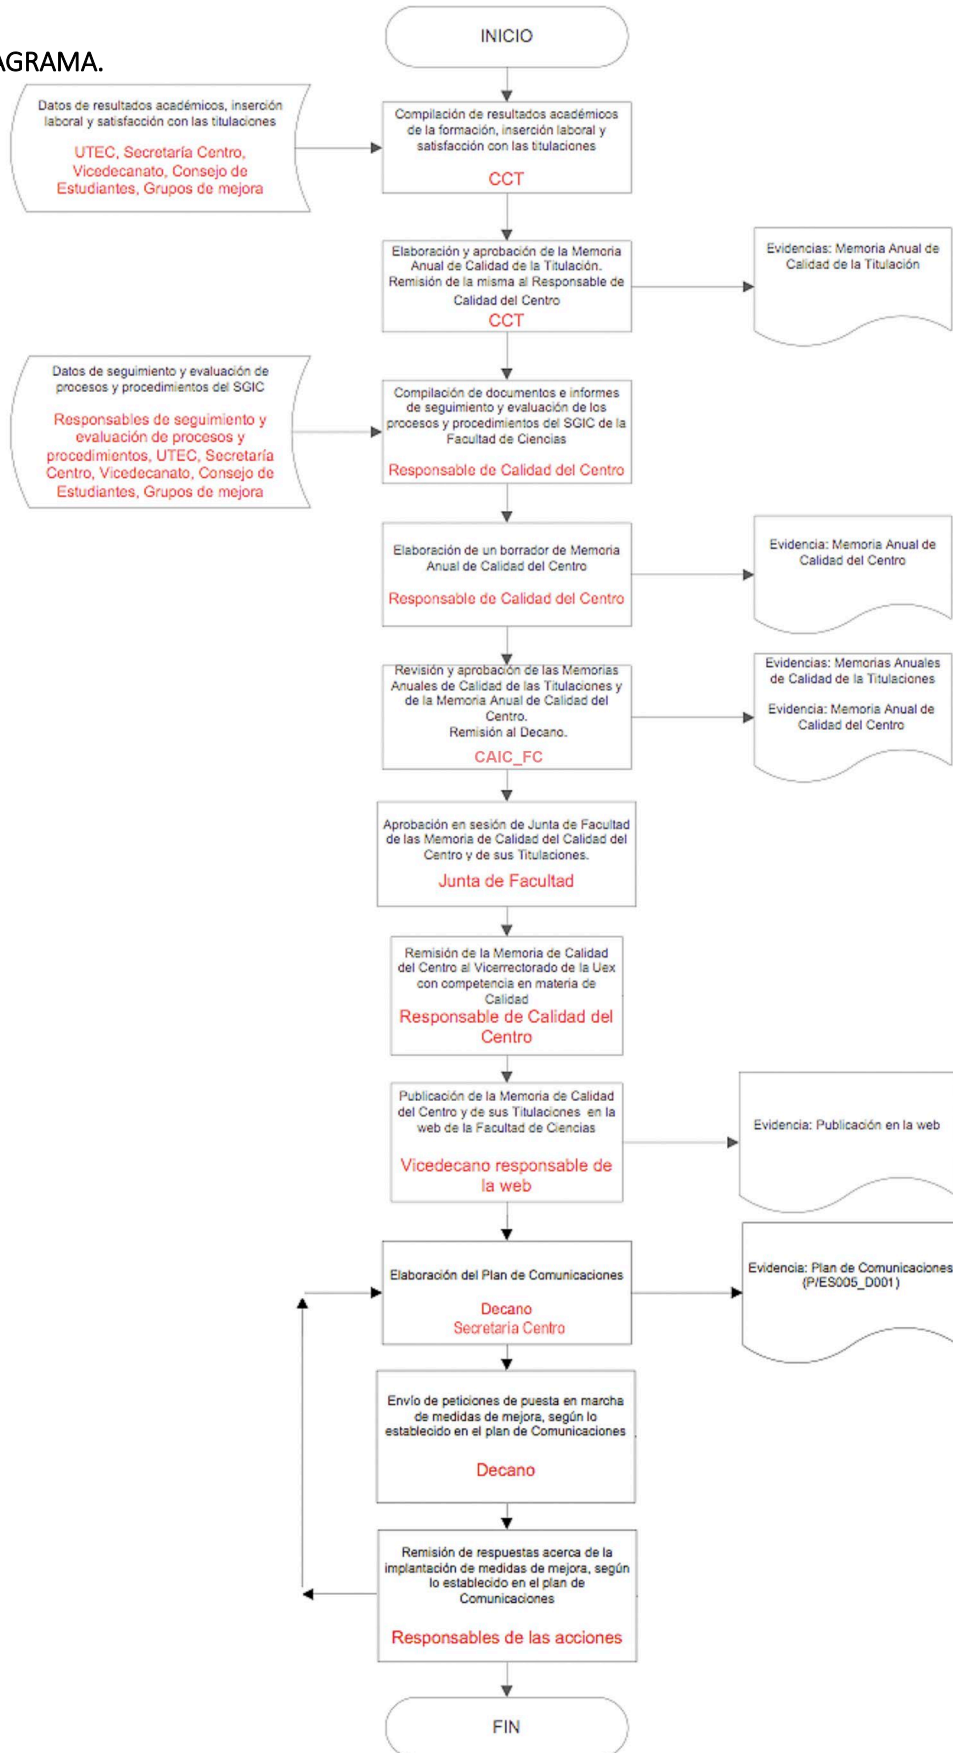 INICIO
AGRAMA.
Datos de resultados académicos, inserción
laboral y satisfacción con las titulaciones
UTEC, Secretaría Centro,
Vicedecanato, Consejo de
Estudiantes, Grupos de mejora
Compilación de resultados académicos
de la formación, inserción laboral y
satisfacción con las titulaciones
CCT
Elaboración y aprobación de la Memoria
Anual de Calidad de la Titulación.
Remisión de la misma al Responsable de
Calidad del Centro
CCT
Evidencias: Memoria Anual de
Calidad de la Titulación
Datos de seguimiento y evaluación de
procesos y procedimientos del SGIC
Responsables de seguimiento y
evaluación de procesos y
procedimientos, UTEC, Secretaría
Centro, Vicedecanato, Consejo de
Estudiantes, Grupos de mejora
Compilación de documentos e informes
de seguimiento y evaluación de los
procesos y procedimientos del SGIC de la
Facultad de Ciencias
Responsable de Calidad del Centro
Elaboración de un borrador de Memoria
Anual de Calidad del Centro
Responsable de Calidad del Centro
Evidencia: Memoria Anual de
Calidad del Centro
Revisión y aprobación de las Memorias
Anuales de Calidad de las Titulaciones y
de la Memoria Anual de Calidad del
Centro.
Remisión al Decano.
CAIC_FC
Evidencias: Memorias Anuales
de Calidad de la Titulaciones
Evidencia: Memoria Anual de
Calidad del Centro
Aprobación en sesión de Junta de Facultad
de las Memoria de Calidad del Calidad del
Centro y de sus Titulaciones.
Junta de Facultad
Remisión de la Memoria de Calidad
del Centro al Vicerrectorado de la Uex
con competencia en materia de
Calidad
Responsable de Calidad del
Centro
Publicación de la Memoria de Calidad
del Centro y de sus Titulaciones en la
web de la Facultad de Ciencias
Vicedecano responsable de
la web
Evidencia: Publicación en la web
Elaboración del Plan de Comunicaciones
Decano
Secretaria Centro
Evidencia: Plan de Comunicaciones
(P/ES005_D001)
Envío de peticiones de puesta en marcha
de medidas de mejora, según lo
establecido en el plan de Comunicaciones
Decano
Remisión de respuestas acerca de la
implantación de medidas de mejora, según
lo establecido en el plan de
Comunicaciones
Responsables de las acciones
FIN